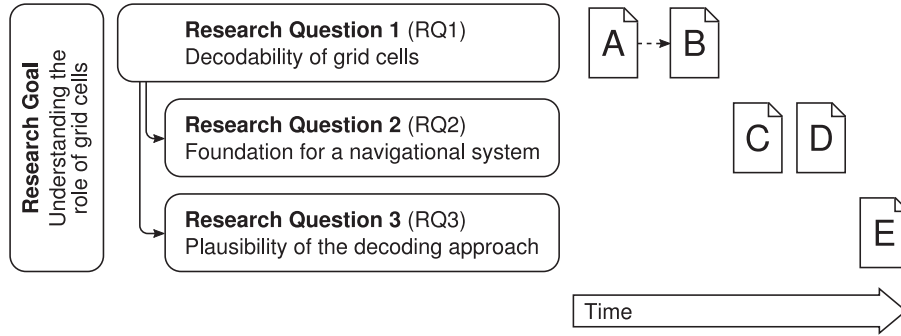 Research Goal
Understanding the
role of grid cells
Research Question 1 (RQ1)
Decodability of grid cells
A
B
Research Question 2 (RQ2)
Foundation for a navigational system
C
D
Research Question 3 (RQ3)
Plausibility of the decoding approach
E
Time